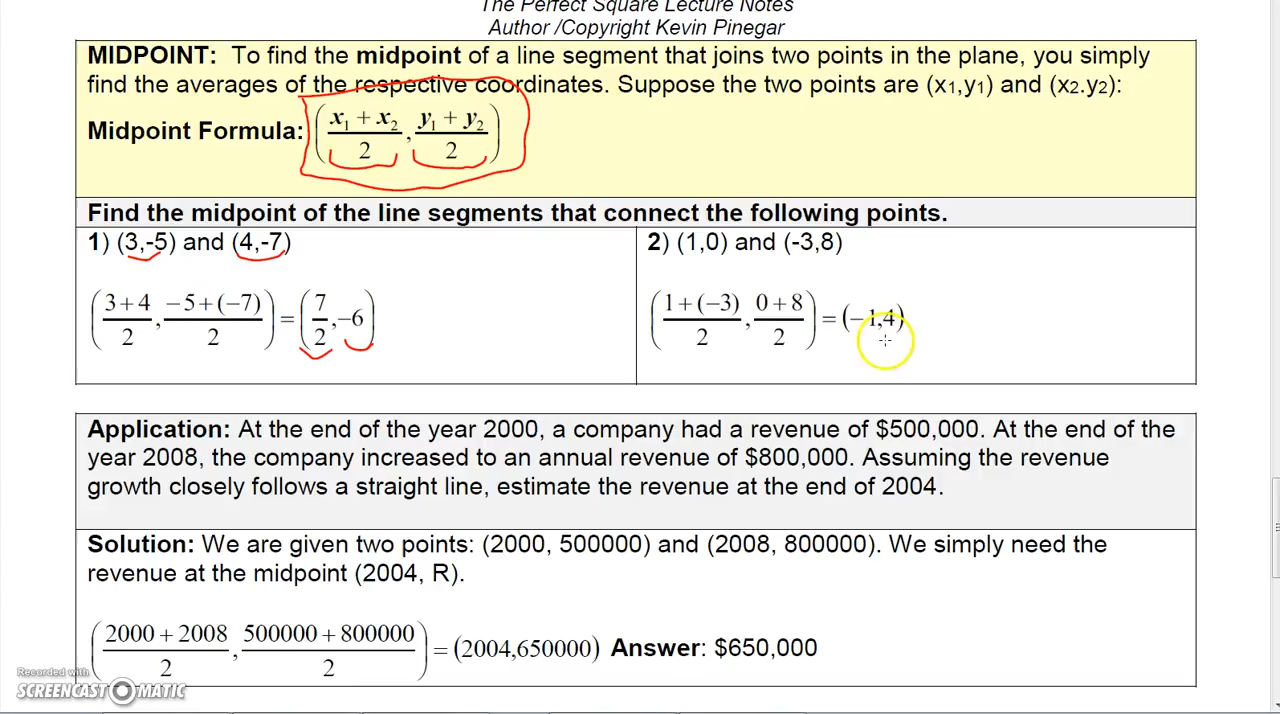 The Perfect Square Lecture Notes
Author /Copyright Kevin Pinegar
MIDPOINT: To find the midpoint of a line segment that joins two points in the plane, you simply
find the averages of the respective coordinates. Suppose the two points are (x₁,y₁) and (x₂.y₂):
Midpoint Formula: ( (x₁ + x₂)/2 , (y₁ + y₂)/2 )
Find the midpoint of the line segments that connect the following points.
1) (3,-5) and (4,-7)
( (3+4)/2 , (−5+(−7))/2 ) = ( 7/2 ,−6 )
2) (1,0) and (-3,8)
( (1+(−3))/2 , (0+8)/2 ) = (−1,4)
Application: At the end of the year 2000, a company had a revenue of $500,000. At the end of the
year 2008, the company increased to an annual revenue of $800,000. Assuming the revenue
growth closely follows a straight line, estimate the revenue at the end of 2004.
Solution: We are given two points: (2000, 500000) and (2008, 800000). We simply need the
revenue at the midpoint (2004, R).
( (2000+2008)/2 , (500000+800000)/2 ) = (2004,650000) Answer: $650,000
Recorded with
SCREENCAST MATIC